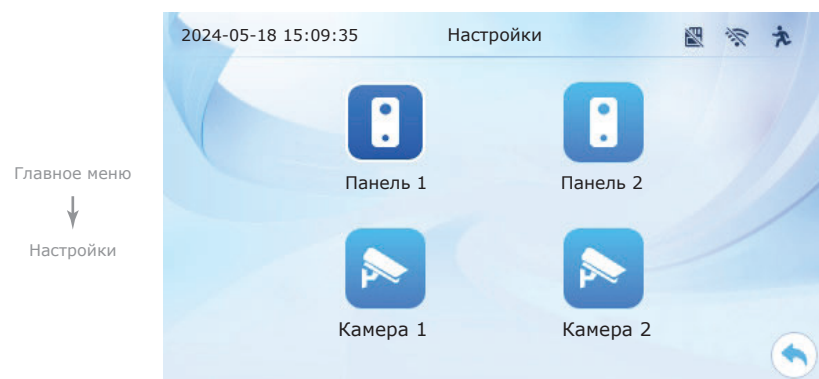 2024-05-18 15:09:35 Настройки
Панель 1 Панель 2
Главное меню
Настройки
Камера 1 Камера 2